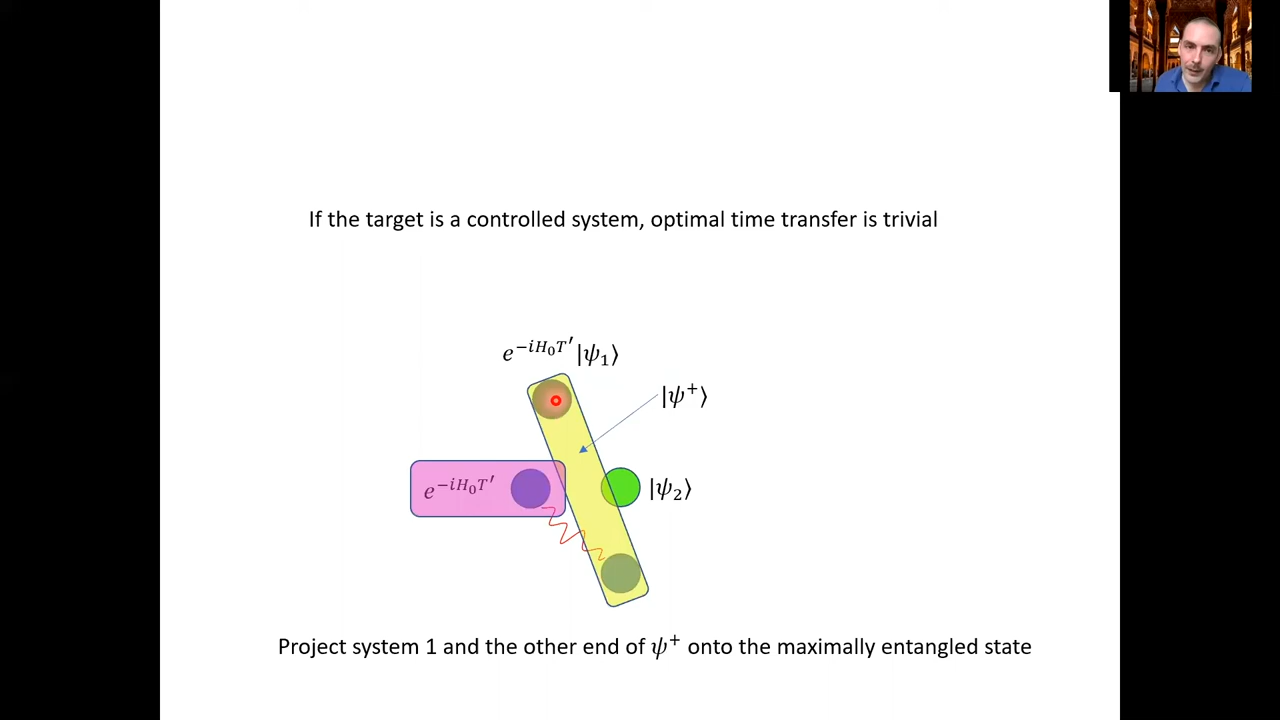 If the target is a controlled system, optimal time transfer is trivial
e^{-iH_0T'}|ψ_1⟩
|ψ^+⟩
e^{-iH_0T'}
|ψ_2⟩
Project system 1 and the other end of ψ^+ onto the maximally entangled state